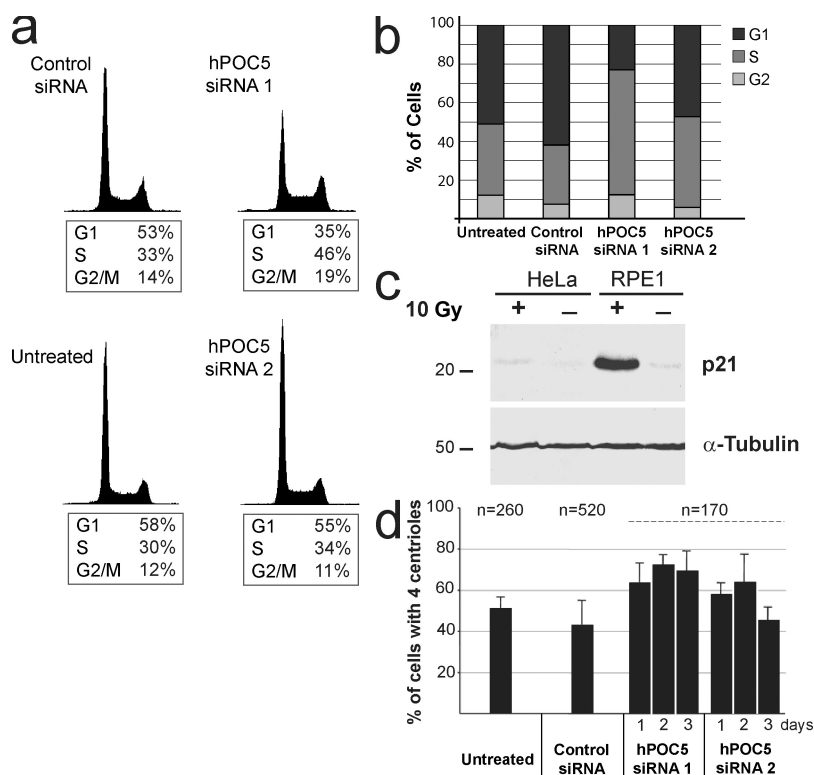 a
Control
siRNA
G1 53%
S 33%
G2/M 14%
hPOC5
siRNA 1
G1 35%
S 46%
G2/M 19%
Untreated
G1 58%
S 30%
G2/M 12%
hPOC5
siRNA 2
G1 55%
S 34%
G2/M 11%
b
% of Cells
100
80
60
40
20
G1
S
G2
Untreated Control hPOC5 hPOC5
siRNA siRNA 1 siRNA 2
c
HeLa RPE1
10 Gy + – + –
20 p21
50 α-Tubulin
d
% of cells with 4 centrioles
100
80
60
40
20
n=260 n=520 n=170
1 2 3 1 2 3 days
Untreated Control hPOC5 hPOC5
siRNA siRNA 1 siRNA 2